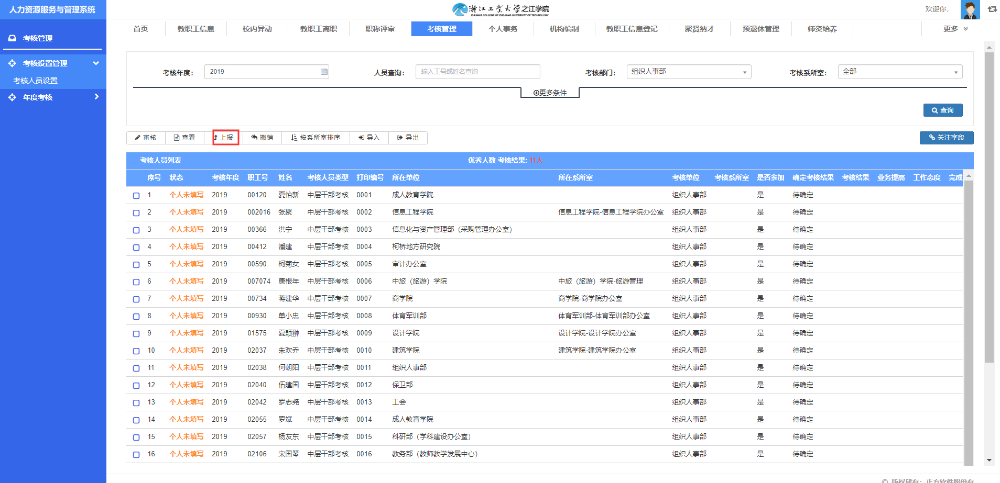 人力资源服务与管理系统
浙江工业大学之江学院
ZHIJIANG COLLEGE OF ZHEJIANG UNIVERSITY OF TECHNOLOGY
欢迎你,
首页 教职工信息 校内异动 教职工离职 职称评审 考核管理 个人事务 机构编制 教职工信息登记 聚贤纳才 预退休管理 师资培养 更多
考核管理
考核设置管理
考核人员设置
年度考核
考核年度: 2019 人员查询: 输入工号或姓名查询 考核部门: 组织人事部 考核系所室: 全部
更多条件
查询
审核 查看 上报 撤销 按系所室排序 导入 导出 关注字段
考核人员列表 优秀人数 考核结果: 11人
序号 状态 考核年度 职工号 姓名 考核人员类型 打印编号 所在单位 所在系所室 考核单位 考核系所室 是否参加 确定考核结果 考核结果 业务提高 工作态度 完成
1 个人未填写 2019 00120 夏怡新 中层干部考核 0001 成人教育学院 组织人事部 是 待确定
2 个人未填写 2019 002016 张聚 中层干部考核 0002 信息工程学院 信息工程学院-信息工程学院办公室 组织人事部 是 待确定
3 个人未填写 2019 00366 洪宁 中层干部考核 0003 信息化与资产管理部（采购管理办公室） 组织人事部 是 待确定
4 个人未填写 2019 00412 潘建 中层干部考核 0004 柯桥地方研究院 组织人事部 是 待确定
5 个人未填写 2019 00590 柯菊女 中层干部考核 0005 审计办公室 组织人事部 是 待确定
6 个人未填写 2019 007074 唐根年 中层干部考核 0006 中旅（旅游）学院 中旅（旅游）学院-旅游管理 组织人事部 是 待确定
7 个人未填写 2019 00734 蒋建华 中层干部考核 0007 商学院 商学院-商学院办公室 组织人事部 是 待确定
8 个人未填写 2019 00930 单小忠 中层干部考核 0008 体育军训部 体育军训部-体育军训部办公室 组织人事部 是 待确定
9 个人未填写 2019 01575 夏颖翀 中层干部考核 0009 设计学院 设计学院-设计学院办公室 组织人事部 是 待确定
10 个人未填写 2019 02037 朱欢乔 中层干部考核 0010 建筑学院 建筑学院-建筑学院办公室 组织人事部 是 待确定
11 个人未填写 2019 02038 何朝阳 中层干部考核 0011 组织人事部 组织人事部 是 待确定
12 个人未填写 2019 02040 伍建国 中层干部考核 0012 保卫部 组织人事部 是 待确定
13 个人未填写 2019 02042 罗志尧 中层干部考核 0013 工会 组织人事部 是 待确定
14 个人未填写 2019 02055 罗斌 中层干部考核 0014 成人教育学院 组织人事部 是 待确定
15 个人未填写 2019 02057 杨友东 中层干部考核 0015 科研部（学科建设办公室） 组织人事部 是 待确定
16 个人未填写 2019 02106 宋国琴 中层干部考核 0016 教务部（教师教学发展中心） 组织人事部 是 待确定
© 版权所有: 正方软件股份有